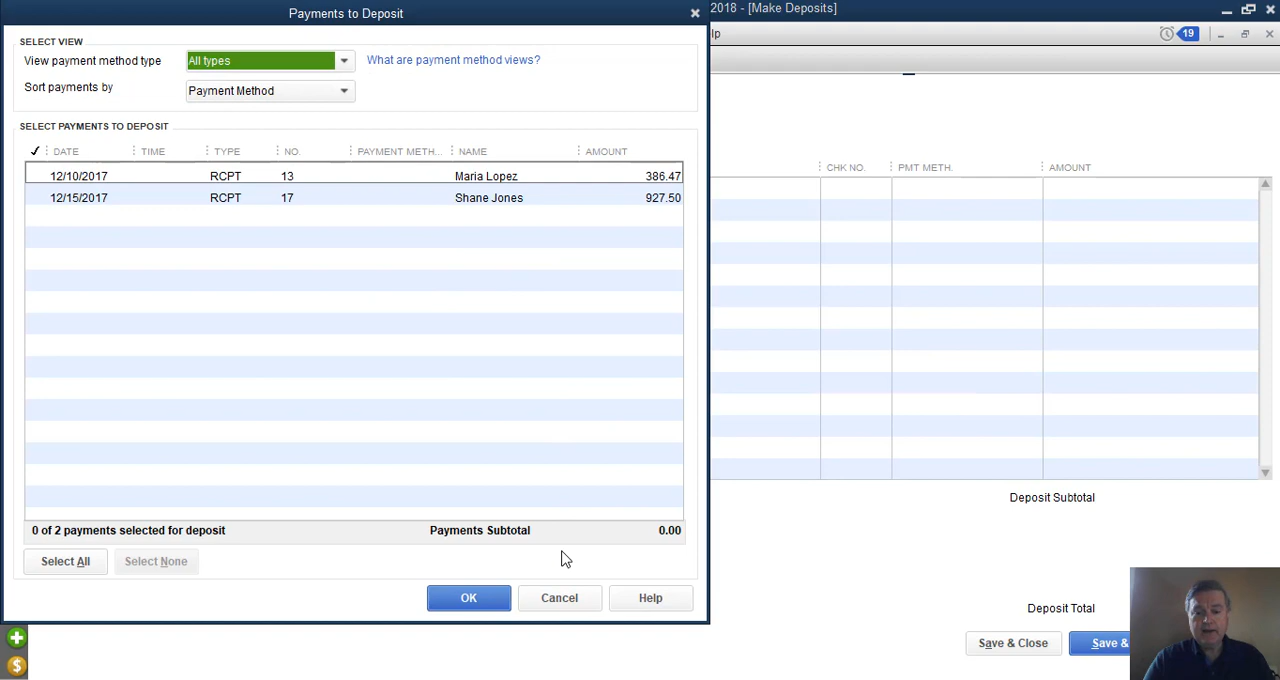 Payments to Deposit
2018 - [Make Deposits]
SELECT VIEW
View payment method type All types What are payment method views?
Sort payments by Payment Method
lp
19
SELECT PAYMENTS TO DEPOSIT
DATE TIME TYPE NO. PAYMENT METH... NAME AMOUNT
12/10/2017 RCPT 13 Maria Lopez 386.47
12/15/2017 RCPT 17 Shane Jones 927.50
CHK NO. PMT METH. AMOUNT
0 of 2 payments selected for deposit Payments Subtotal 0.00
Select All Select None
OK Cancel Help
Deposit Subtotal
Deposit Total
Save & Close Save &